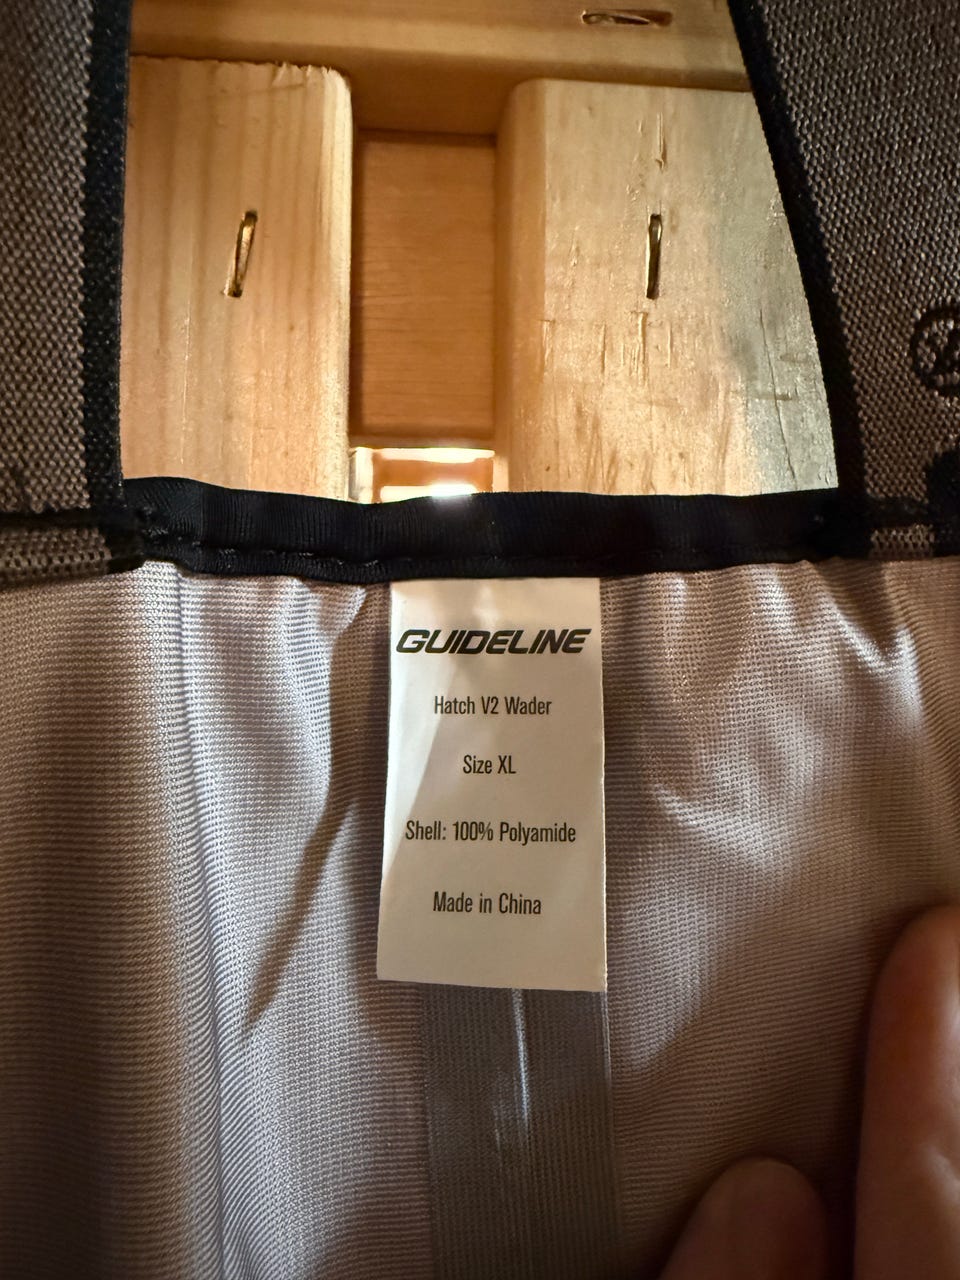 GUIDELINE
Hatch V2 Wader
Size XL
Shell: 100% Polyamide
Made in China